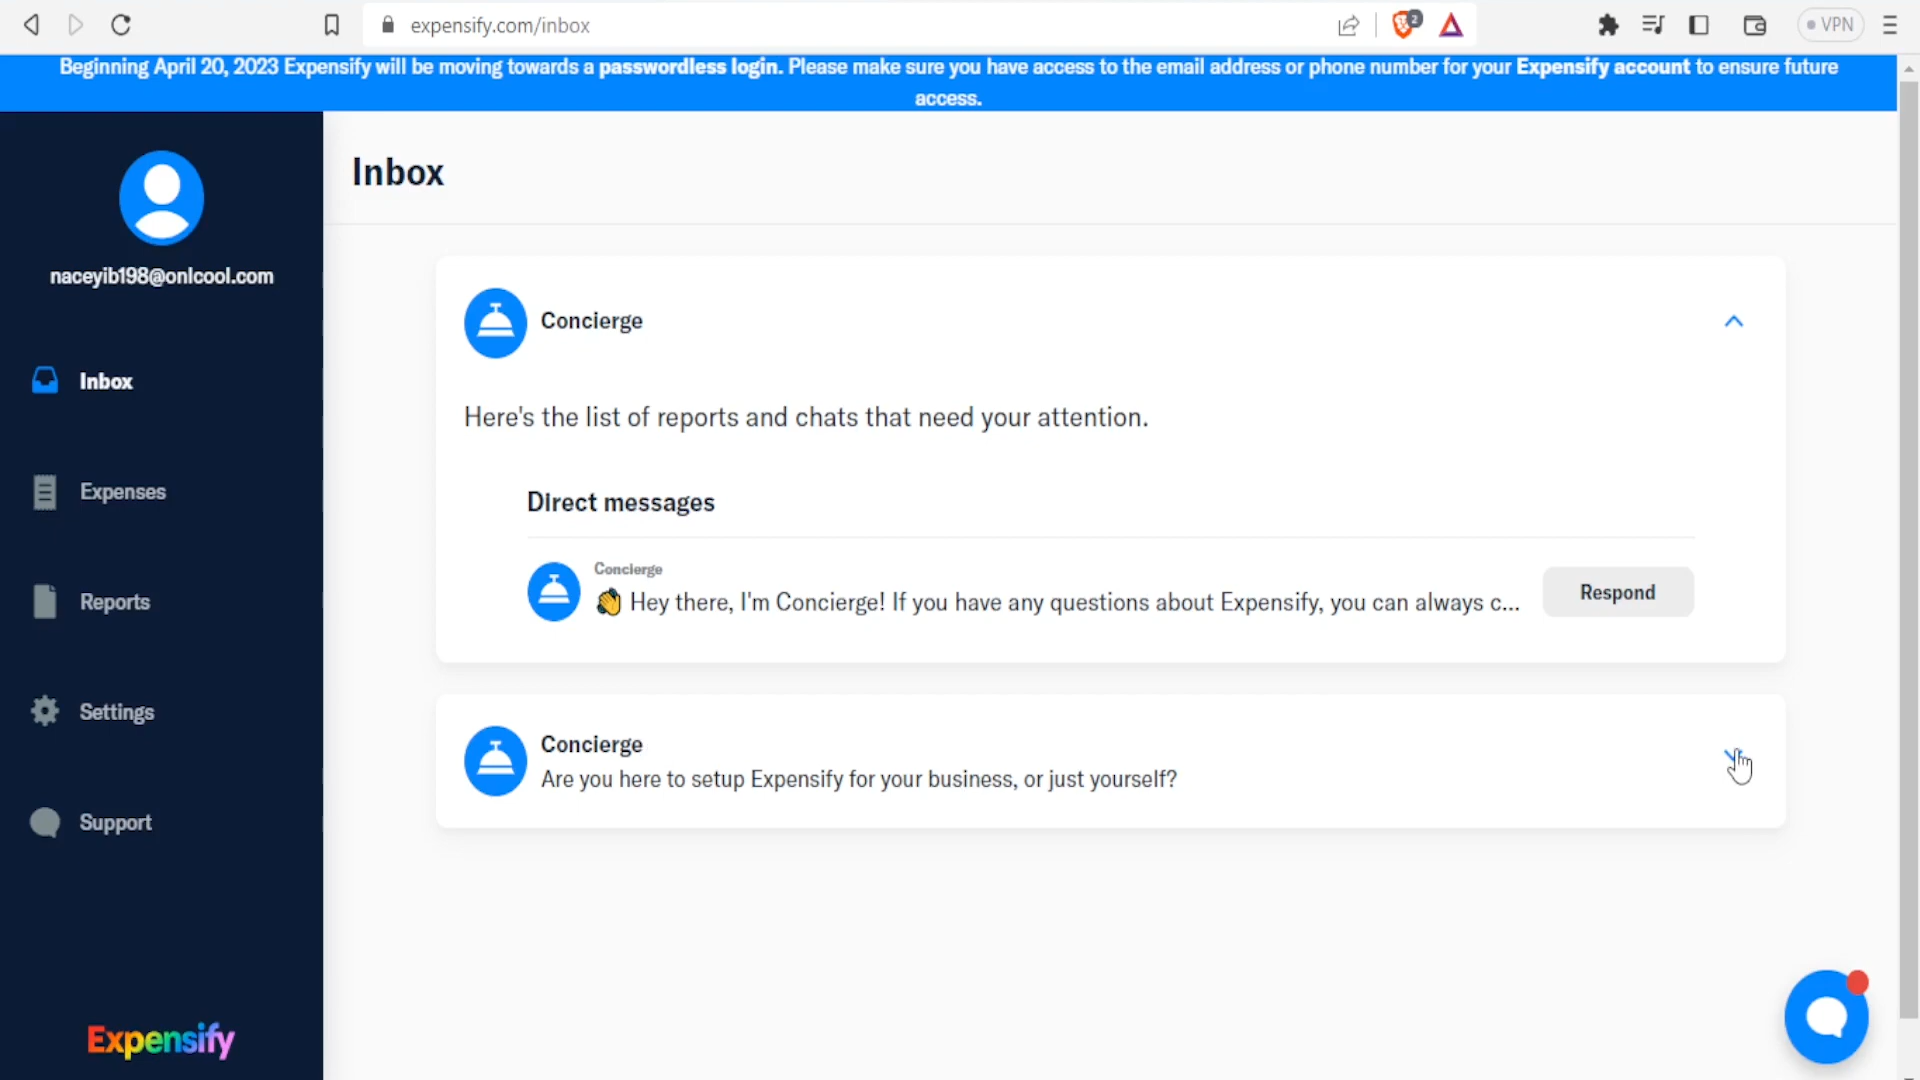 expensify.com/inbox
2
VPN
Beginning April 20, 2023 Expensify will be moving towards a passwordless login. Please make sure you have access to the email address or phone number for your Expensify account to ensure future
access.
naceyib198@onlcool.com
Inbox
Expenses
Reports
Settings
Support
Expensify
Inbox
Concierge
Here's the list of reports and chats that need your attention.
Direct messages
Concierge
👋 Hey there, I'm Concierge! If you have any questions about Expensify, you can always c...
Respond
Concierge
Are you here to setup Expensify for your business, or just yourself?